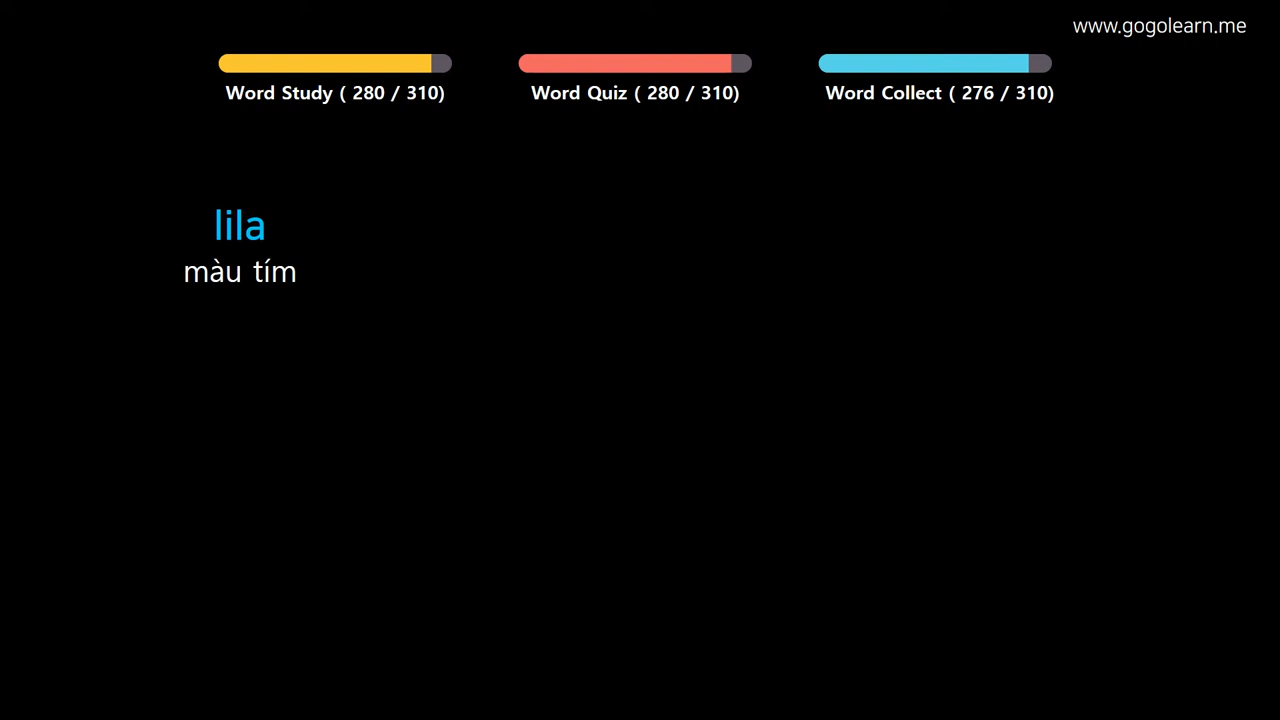 www.gogolearn.me
Word Study ( 280 / 310)
Word Quiz ( 280 / 310)
Word Collect ( 276 / 310)
lila
màu tím